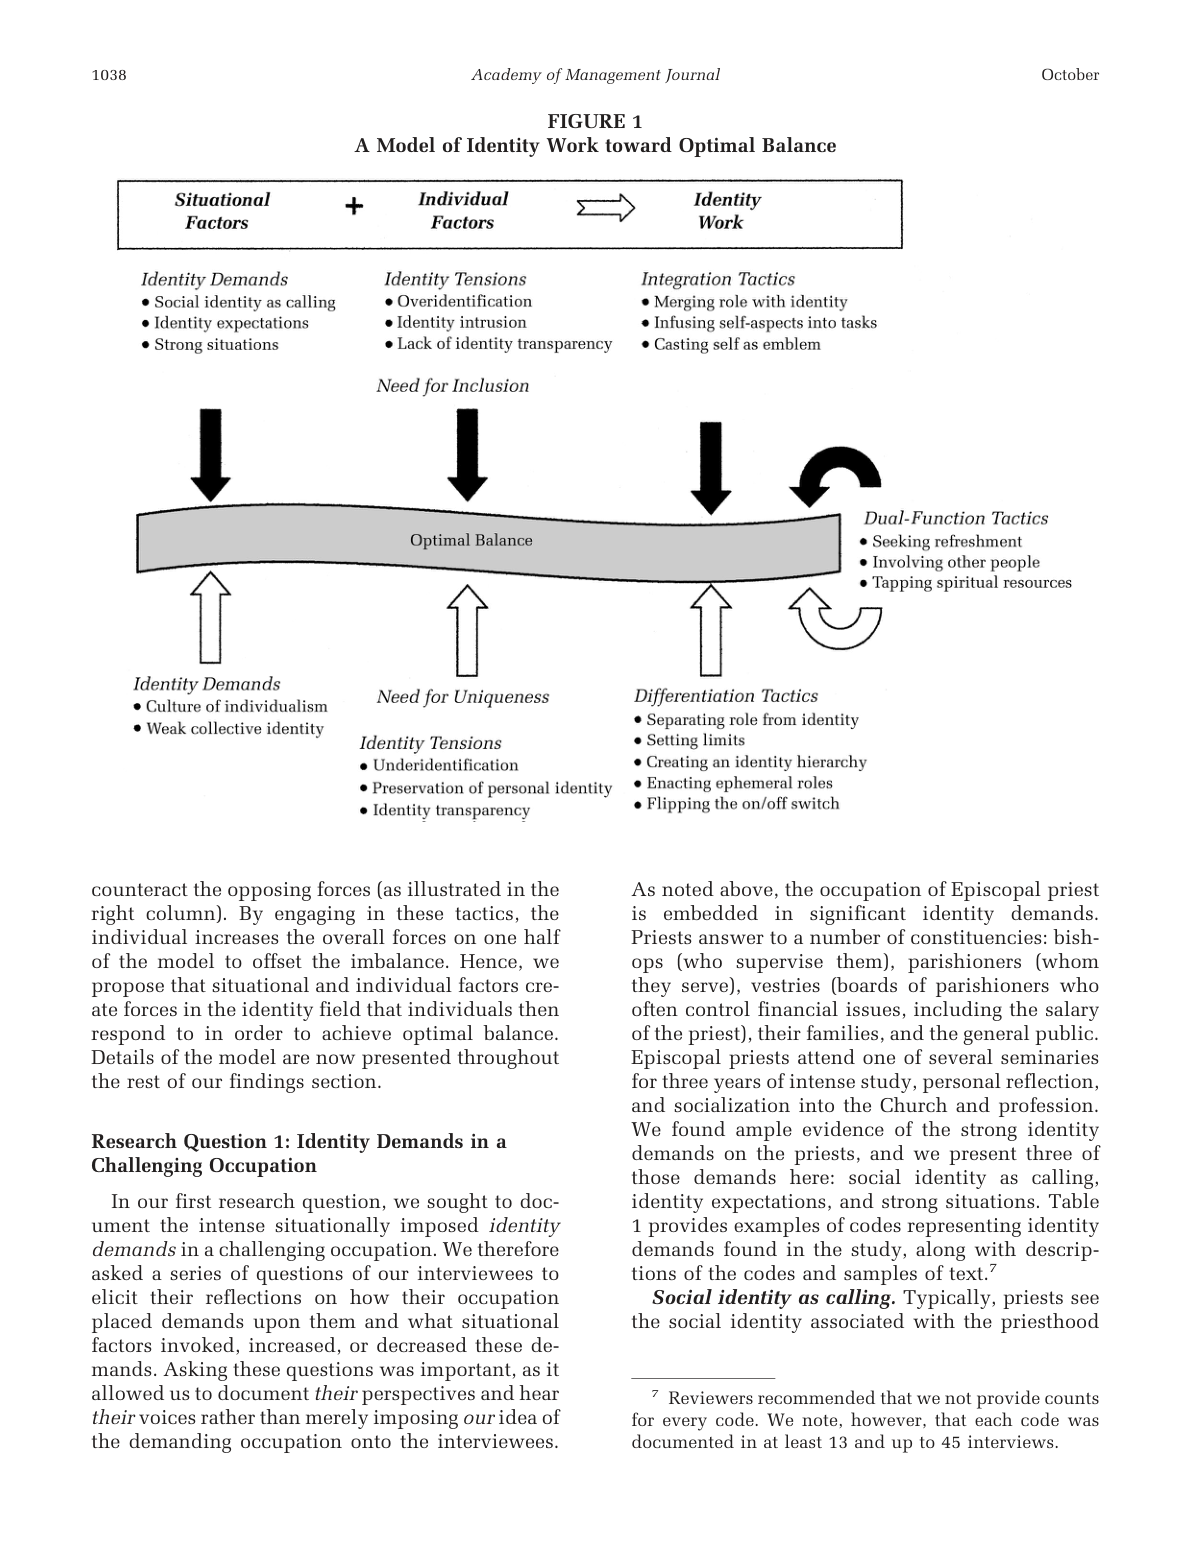 1038
Academy of Management Journal
October
FIGURE 1
A Model of Identity Work toward Optimal Balance
Situational
Factors
+
Individual
Factors
Identity
Work
Identity Demands
● Social identity as calling
● Identity expectations
● Strong situations
Identity Tensions
● Overidentification
● Identity intrusion
● Lack of identity transparency
Need for Inclusion
Integration Tactics
● Merging role with identity
● Infusing self-aspects into tasks
● Casting self as emblem
Optimal Balance
Dual-Function Tactics
● Seeking refreshment
● Involving other people
● Tapping spiritual resources
Identity Demands
● Culture of individualism
● Weak collective identity
Need for Uniqueness
Identity Tensions
● Underidentification
● Preservation of personal identity
● Identity transparency
Differentiation Tactics
● Separating role from identity
● Setting limits
● Creating an identity hierarchy
● Enacting ephemeral roles
● Flipping the on/off switch
counteract the opposing forces (as illustrated in the
right column). By engaging in these tactics, the
individual increases the overall forces on one half
of the model to offset the imbalance. Hence, we
propose that situational and individual factors cre-
ate forces in the identity field that individuals then
respond to in order to achieve optimal balance.
Details of the model are now presented throughout
the rest of our findings section.
Research Question 1: Identity Demands in a
Challenging Occupation
In our first research question, we sought to doc-
ument the intense situationally imposed identity
demands in a challenging occupation. We therefore
asked a series of questions of our interviewees to
elicit their reflections on how their occupation
placed demands upon them and what situational
factors invoked, increased, or decreased these de-
mands. Asking these questions was important, as it
allowed us to document their perspectives and hear
their voices rather than merely imposing our idea of
the demanding occupation onto the interviewees.
As noted above, the occupation of Episcopal priest
is embedded in significant identity demands.
Priests answer to a number of constituencies: bish-
ops (who supervise them), parishioners (whom
they serve), vestries (boards of parishioners who
often control financial issues, including the salary
of the priest), their families, and the general public.
Episcopal priests attend one of several seminaries
for three years of intense study, personal reflection,
and socialization into the Church and profession.
We found ample evidence of the strong identity
demands on the priests, and we present three of
those demands here: social identity as calling,
identity expectations, and strong situations. Table
1 provides examples of codes representing identity
demands found in the study, along with descrip-
tions of the codes and samples of text.⁷
Social identity as calling. Typically, priests see
the social identity associated with the priesthood
⁷ Reviewers recommended that we not provide counts
for every code. We note, however, that each code was
documented in at least 13 and up to 45 interviews.